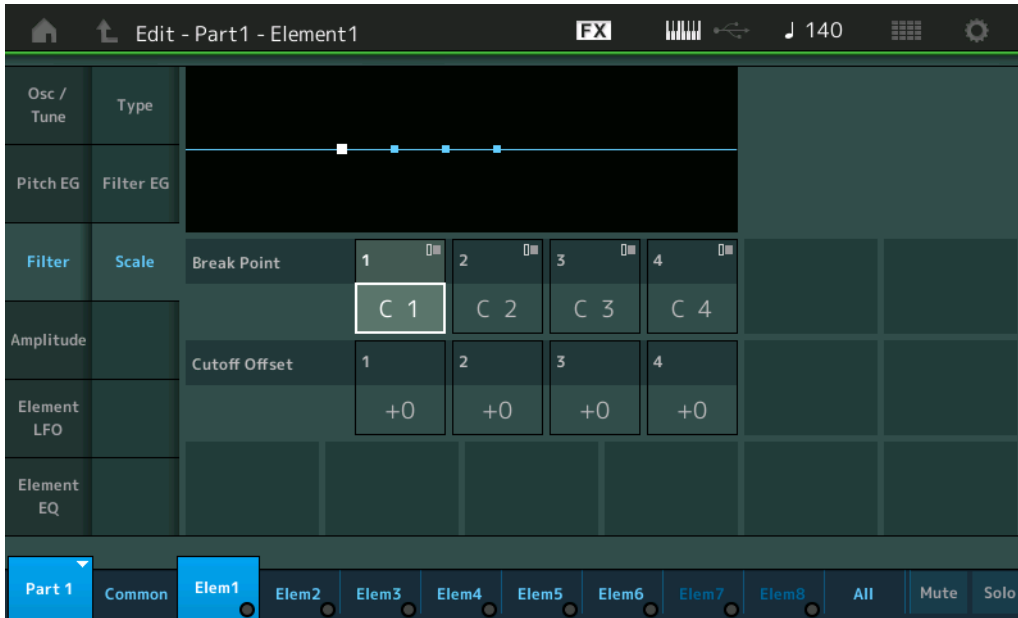 Edit - Part1 - Element1
FX
♩ 140
Osc /
Tune
Type
Pitch EG
Filter EG
Filter
Scale
Break Point
1
2
3
4
C 1
C 2
C 3
C 4
Amplitude
Cutoff Offset
1
2
3
4
+0
+0
+0
+0
Element
LFO
Element
EQ
Part 1
Common
Elem1
Elem2
Elem3
Elem4
Elem5
Elem6
Elem7
Elem8
All
Mute
Solo